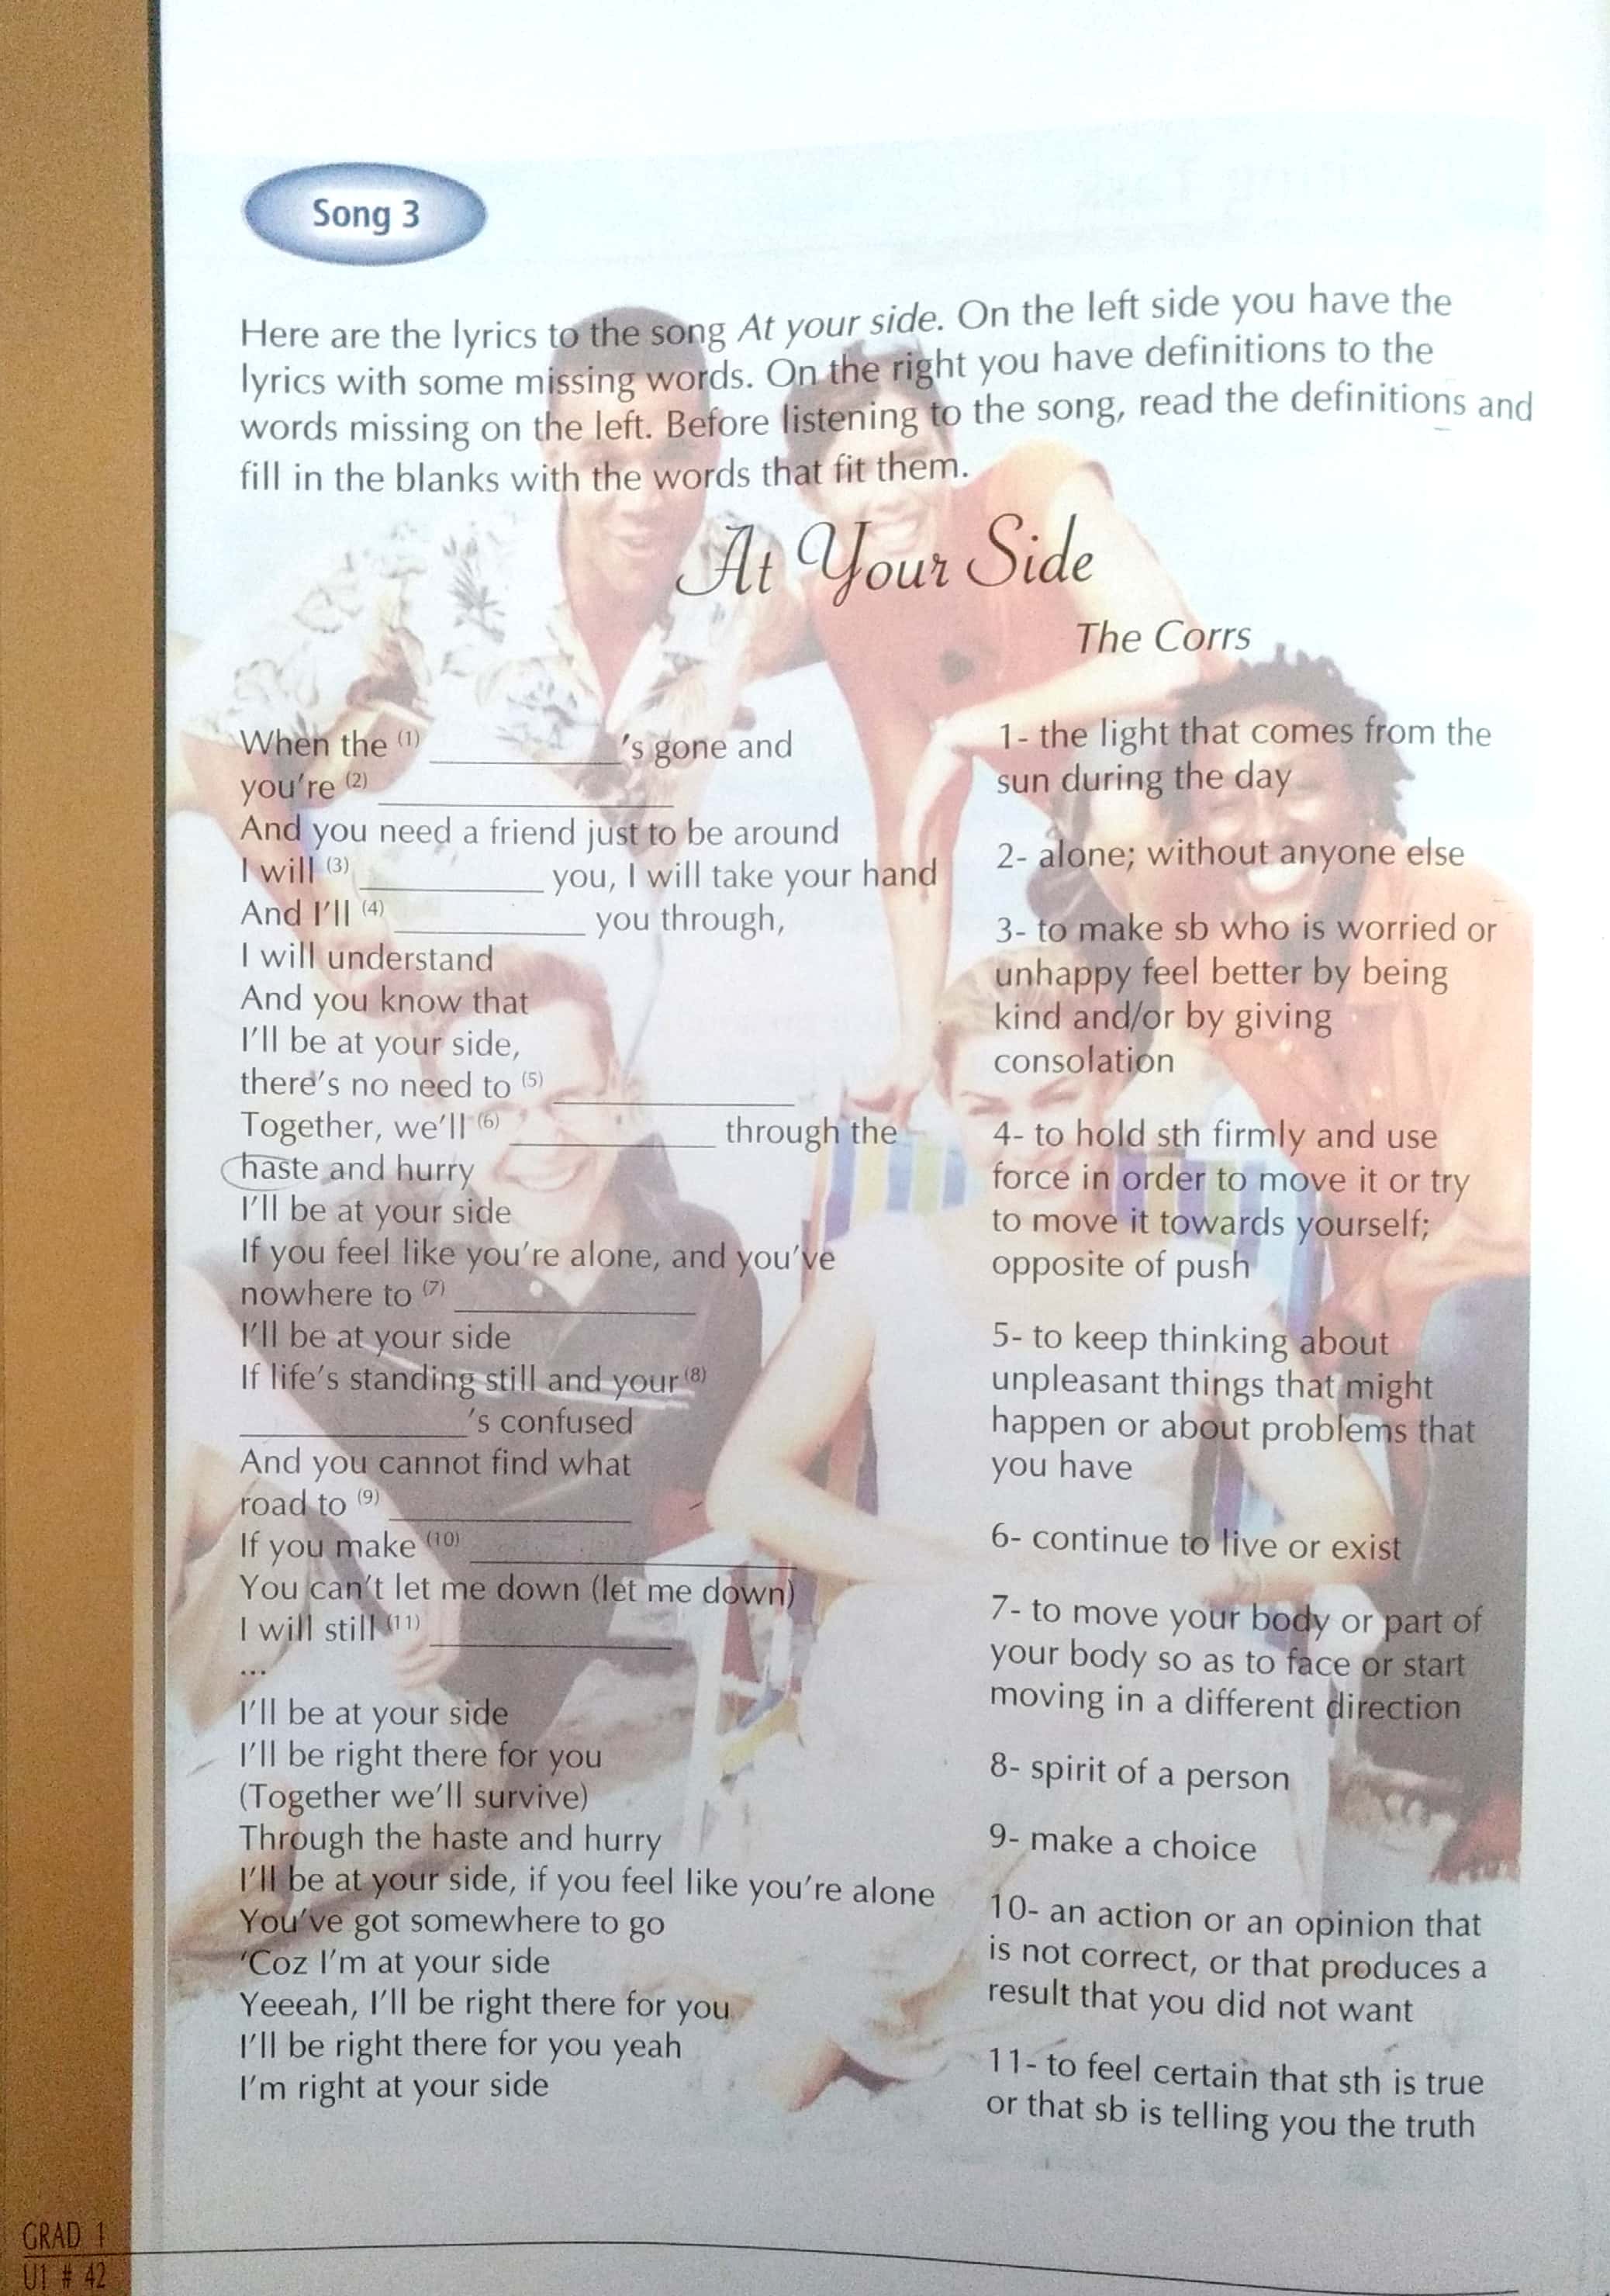 Song 3
Here are the lyrics to the song At your side. On the left side you have the
lyrics with some missing words. On the right you have definitions to the
words missing on the left. Before listening to the song, read the definitions and
fill in the blanks with the words that fit them.
At Your Side
The Corrs
When the (1) ____________'s gone and
you're (2) ____________
And you need a friend just to be around
I will (3) ____________ you, I will take your hand
And I'll (4) ____________ you through,
I will understand
And you know that
I'll be at your side,
there's no need to (5) ____________
Together, we'll (6) ____________ through the
haste and hurry
I'll be at your side
If you feel like you're alone, and you've
nowhere to (7) ____________
I'll be at your side
If life's standing still and your (8)
____________'s confused
And you cannot find what
road to (9) ____________
If you make (10) ____________
You can't let me down (let me down)
I will still (11) ____________
...
I'll be at your side
I'll be right there for you
(Together we'll survive)
Through the haste and hurry
I'll be at your side, if you feel like you're alone
You've got somewhere to go
'Coz I'm at your side
Yeeeah, I'll be right there for you
I'll be right there for you yeah
I'm right at your side
1- the light that comes from the
sun during the day
2- alone; without anyone else
3- to make sb who is worried or
unhappy feel better by being
kind and/or by giving
consolation
4- to hold sth firmly and use
force in order to move it or try
to move it towards yourself;
opposite of push
5- to keep thinking about
unpleasant things that might
happen or about problems that
you have
6- continue to live or exist
7- to move your body or part of
your body so as to face or start
moving in a different direction
8- spirit of a person
9- make a choice
10- an action or an opinion that
is not correct, or that produces a
result that you did not want
11- to feel certain that sth is true
or that sb is telling you the truth
GRAD 1
U1 # 42